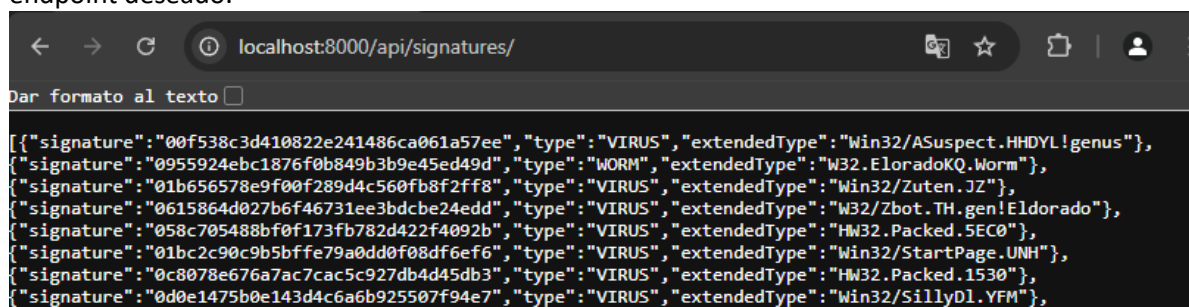 localhost:8000/api/signatures/
Dar formato al texto
[{"signature":"00f538c3d410822e241486ca061a57ee","type":"VIRUS","extendedType":"Win32/ASuspect.HHDYL!genus"},
{"signature":"0955924ebc1876f0b849b3b9e45ed49d","type":"WORM","extendedType":"W32.EloradoKQ.Worm"},
{"signature":"01b656578e9f00f289d4c560fb8f2ff8","type":"VIRUS","extendedType":"Win32/Zuten.JZ"},
{"signature":"0615864d027b6f46731ee3bdcbe24edd","type":"VIRUS","extendedType":"W32/Zbot.TH.gen!Eldorado"},
{"signature":"058c705488bf0f173fb782d422f4092b","type":"VIRUS","extendedType":"HW32.Packed.5EC0"},
{"signature":"01bc2c90c9b5bffe79a0dd0f08df6ef6","type":"VIRUS","extendedType":"Win32/StartPage.UNH"},
{"signature":"0c8078e676a7ac7cac5c927db4d45db3","type":"VIRUS","extendedType":"HW32.Packed.1530"},
{"signature":"0d0e1475b0e143d4c6a6b925507f94e7","type":"VIRUS","extendedType":"Win32/SillyDl.YFM"},